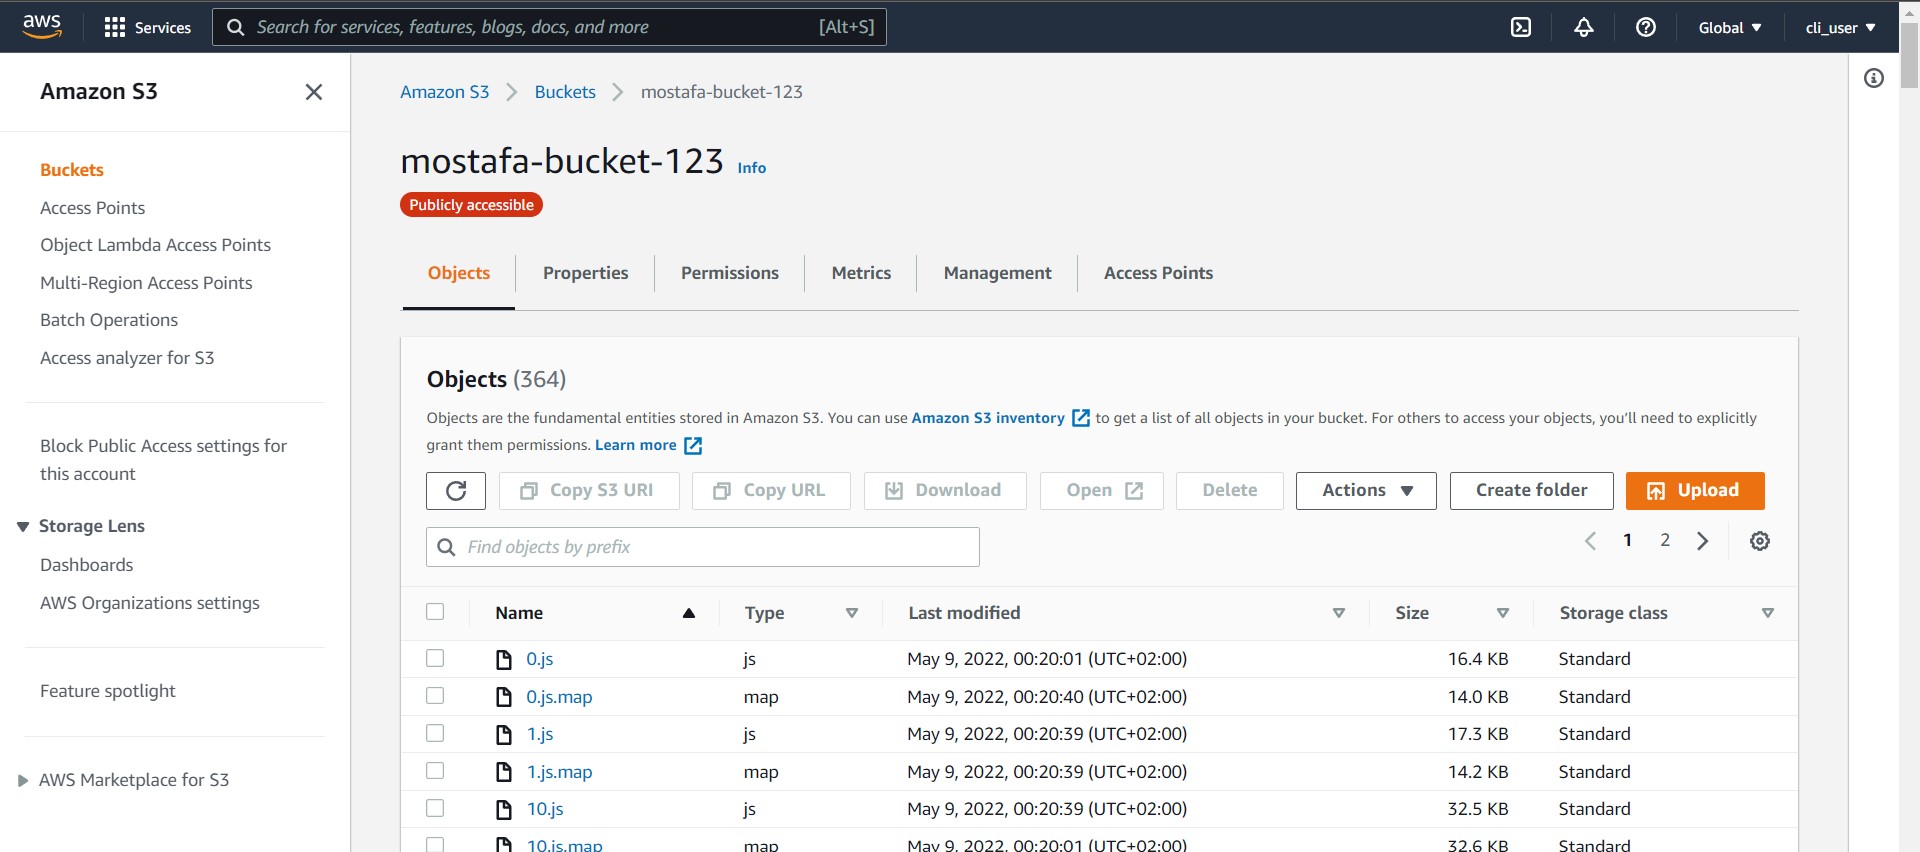 aws Services Search for services, features, blogs, docs, and more [Alt+S] Global cli_user
Amazon S3
Buckets
Access Points
Object Lambda Access Points
Multi-Region Access Points
Batch Operations
Access analyzer for S3
Block Public Access settings for
this account
Storage Lens
Dashboards
AWS Organizations settings
Feature spotlight
AWS Marketplace for S3
Amazon S3 Buckets mostafa-bucket-123
mostafa-bucket-123 Info
Publicly accessible
Objects Properties Permissions Metrics Management Access Points
Objects (364)
Objects are the fundamental entities stored in Amazon S3. You can use Amazon S3 inventory to get a list of all objects in your bucket. For others to access your objects, you'll need to explicitly
grant them permissions. Learn more
Copy S3 URI Copy URL Download Open Delete Actions Create folder Upload
Find objects by prefix 1 2
Name Type Last modified Size Storage class
0.js js May 9, 2022, 00:20:01 (UTC+02:00) 16.4 KB Standard
0.js.map map May 9, 2022, 00:20:40 (UTC+02:00) 14.0 KB Standard
1.js js May 9, 2022, 00:20:39 (UTC+02:00) 17.3 KB Standard
1.js.map map May 9, 2022, 00:20:39 (UTC+02:00) 14.2 KB Standard
10.js js May 9, 2022, 00:20:39 (UTC+02:00) 32.5 KB Standard
10.js.map map May 9, 2022, 00:20:01 (UTC+02:00) 32.6 KB Standard